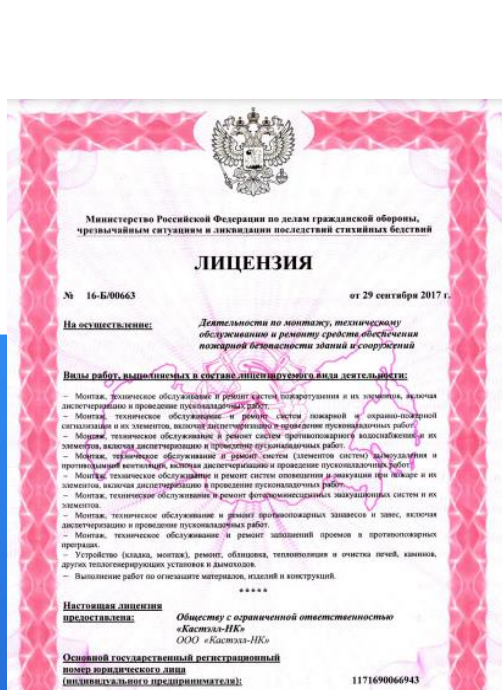 Министерство Российской Федерации по делам гражданской обороны,
чрезвычайным ситуациям и ликвидации последствий стихийных бедствий
ЛИЦЕНЗИЯ
№ 16-Б/00663 от 29 сентября 2017 г.
На осуществление: Деятельности по монтажу, техническому
обслуживанию и ремонту средств обеспечения
пожарной безопасности зданий и сооружений
Виды работ, выполняемых в составе лицензируемого вида деятельности:
– Монтаж, техническое обслуживание и ремонт систем пожаротушения и их элементов, включая
диспетчеризацию и проведение пусконаладочных работ.
– Монтаж, техническое обслуживание и ремонт систем пожарной и охранно-пожарной
сигнализации и их элементов, включая диспетчеризацию и проведение пусконаладочных работ.
– Монтаж, техническое обслуживание и ремонт систем противопожарного водоснабжения и их
элементов, включая диспетчеризацию и проведение пусконаладочных работ.
– Монтаж, техническое обслуживание и ремонт систем (элементов систем) дымоудаления и
противодымной вентиляции, включая диспетчеризацию и проведение пусконаладочных работ.
– Монтаж, техническое обслуживание и ремонт систем оповещения и эвакуации при пожаре и их
элементов, включая диспетчеризацию и проведение пусконаладочных работ.
– Монтаж, техническое обслуживание и ремонт фотолюминесцентных эвакуационных систем и их
элементов.
– Монтаж, техническое обслуживание и ремонт противопожарных занавесов и завес, включая
диспетчеризацию и проведение пусконаладочных работ.
– Монтаж, техническое обслуживание и ремонт заполнений проемов в противопожарных
преградах.
– Устройство (кладка, монтаж), ремонт, облицовка, теплоизоляция и очистка печей, каминов,
других теплогенерирующих установок и дымоходов.
– Выполнение работ по огнезащите материалов, изделий и конструкций.
*****
Настоящая лицензия
предоставлена: Обществу с ограниченной ответственностью
«Кастэлл-НК»
ООО «Кастэлл-НК»
Основной государственный регистрационный
номер юридического лица
(индивидуального предпринимателя): 1171690066943